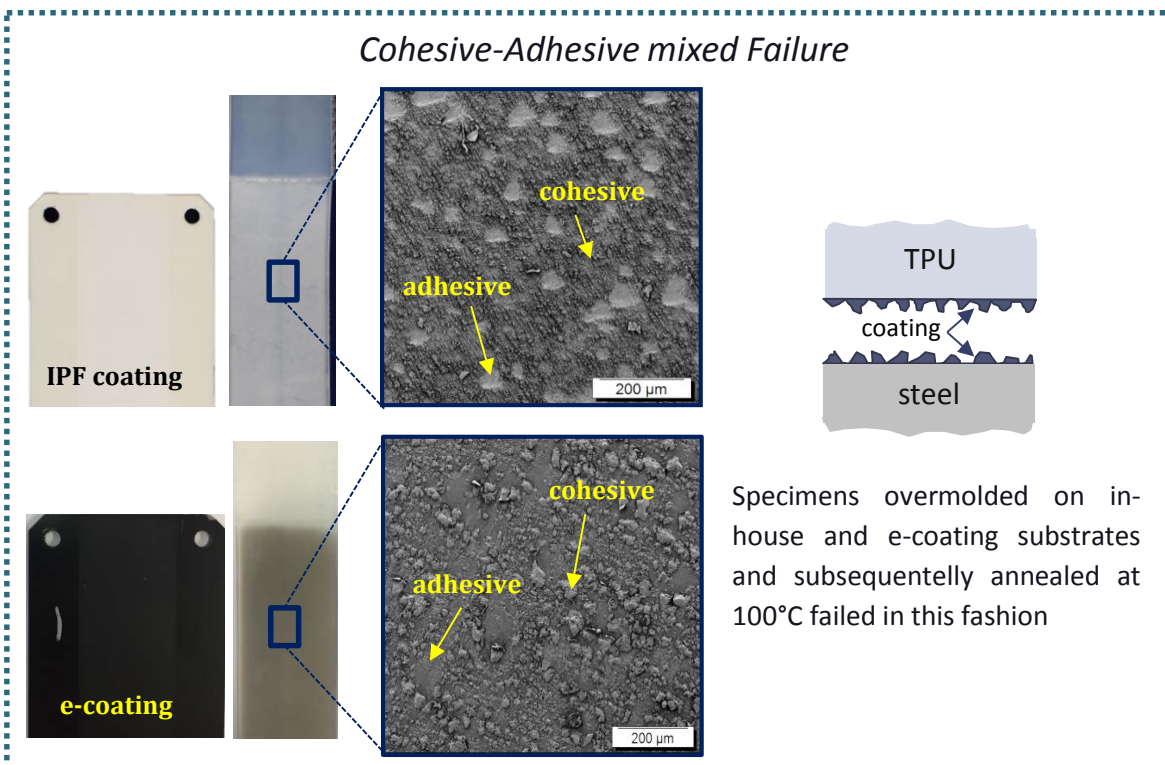 Cohesive-Adhesive mixed Failure
IPF coating
cohesive
adhesive
200 µm
e-coating
cohesive
adhesive
200 µm
TPU
coating
steel
Specimens overmolded on in-
house and e-coating substrates
and subsequentelly annealed at
100°C failed in this fashion